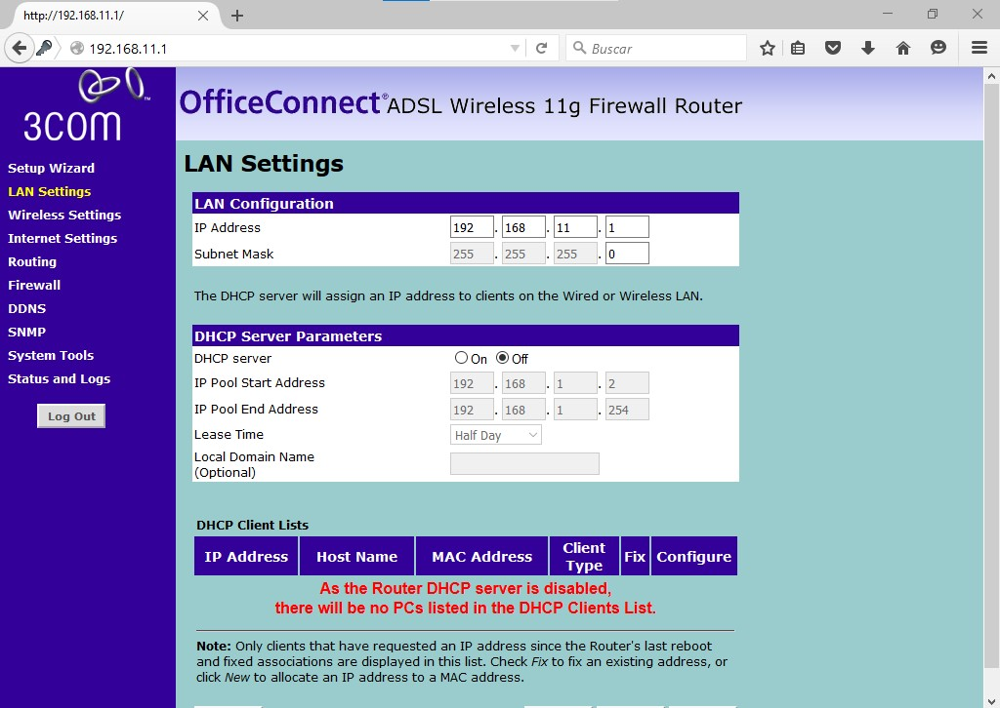 http://192.168.11.1/
192.168.11.1
Buscar
3COM™
OfficeConnect® ADSL Wireless 11g Firewall Router
Setup Wizard
LAN Settings
Wireless Settings
Internet Settings
Routing
Firewall
DDNS
SNMP
System Tools
Status and Logs
Log Out
LAN Settings
LAN Configuration
IP Address 192 . 168 . 11 . 1
Subnet Mask 255 . 255 . 255 . 0
The DHCP server will assign an IP address to clients on the Wired or Wireless LAN.
DHCP Server Parameters
DHCP server On Off
IP Pool Start Address 192 . 168 . 1 . 2
IP Pool End Address 192 . 168 . 1 . 254
Lease Time Half Day
Local Domain Name
(Optional)
DHCP Client Lists
IP Address Host Name MAC Address Client Type Fix Configure
As the Router DHCP server is disabled,
there will be no PCs listed in the DHCP Clients List.
Note: Only clients that have requested an IP address since the Router's last reboot
and fixed associations are displayed in this list. Check Fix to fix an existing address, or
click New to allocate an IP address to a MAC address.